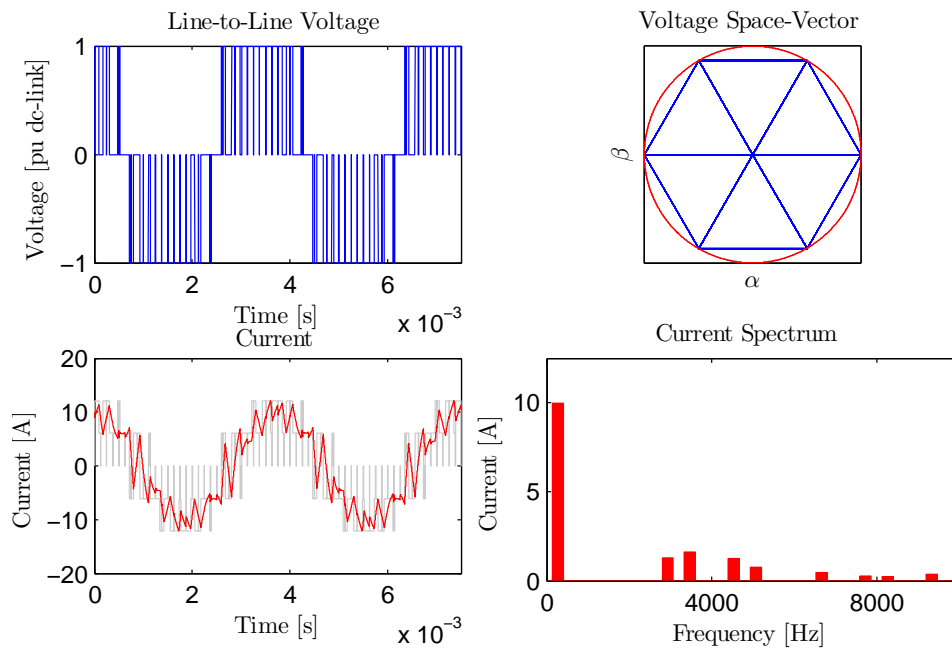 Line-to-Line Voltage
Voltage [pu dc-link]
1
0
−1
0
2
4
6
Time [s]
x 10⁻³
Voltage Space-Vector
β
α
Current
Current [A]
20
10
0
−10
−20
0
2
4
6
Time [s]
x 10⁻³
Current Spectrum
Current [A]
10
5
0
0
4000
8000
Frequency [Hz]